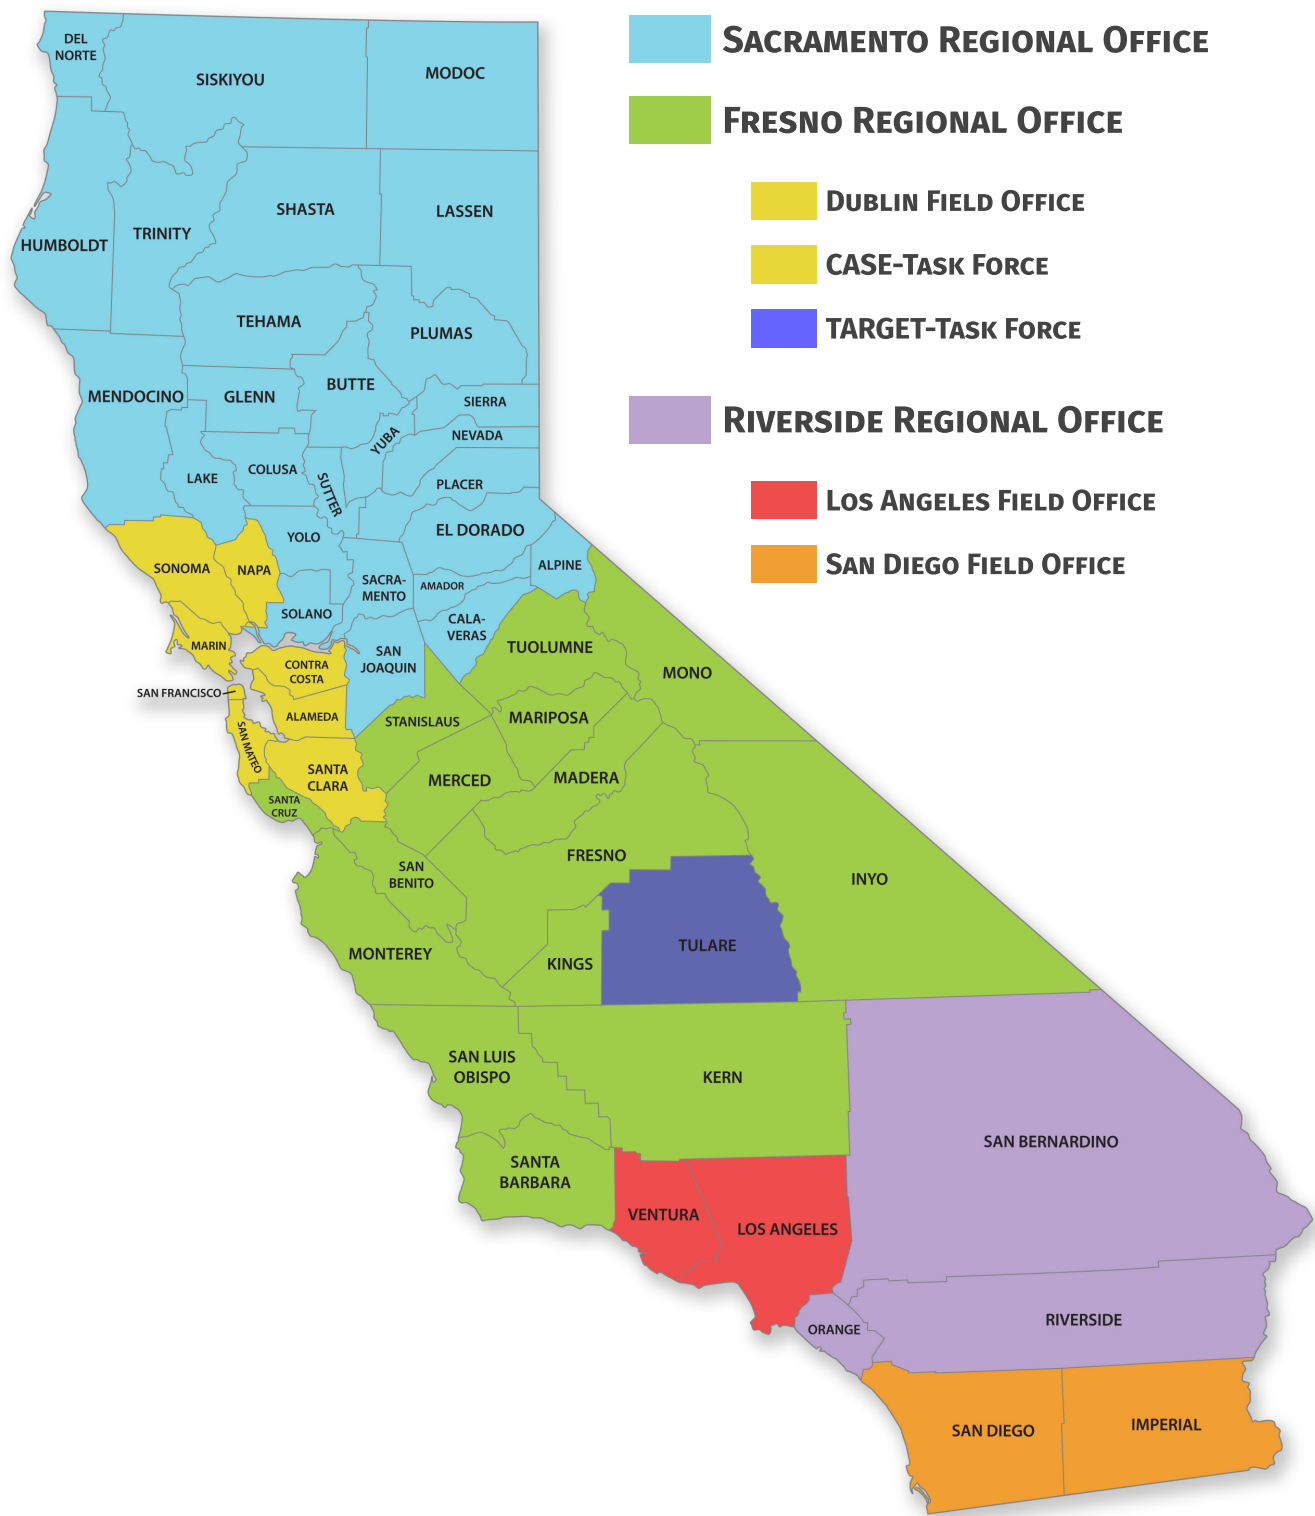 SACRAMENTO REGIONAL OFFICE
FRESNO REGIONAL OFFICE
DUBLIN FIELD OFFICE
CASE-TASK FORCE
TARGET-TASK FORCE
RIVERSIDE REGIONAL OFFICE
LOS ANGELES FIELD OFFICE
SAN DIEGO FIELD OFFICE
DEL
NORTE
SISKIYOU
MODOC
HUMBOLDT
TRINITY
SHASTA
LASSEN
TEHAMA
PLUMAS
MENDOCINO
GLENN
BUTTE
SIERRA
YUBA
NEVADA
LAKE
COLUSA
SUTTER
PLACER
YOLO
EL DORADO
SONOMA
NAPA
SACRA-
MENTO
AMADOR
ALPINE
SOLANO
CALA-
VERAS
MARIN
CONTRA
COSTA
SAN
JOAQUIN
TUOLUMNE
MONO
SAN FRANCISCO
ALAMEDA
STANISLAUS
MARIPOSA
SAN MATEO
SANTA
CLARA
MERCED
MADERA
SANTA
CRUZ
SAN
BENITO
FRESNO
INYO
MONTEREY
KINGS
TULARE
SAN LUIS
OBISPO
KERN
SAN BERNARDINO
SANTA
BARBARA
VENTURA
LOS ANGELES
ORANGE
RIVERSIDE
SAN DIEGO
IMPERIAL